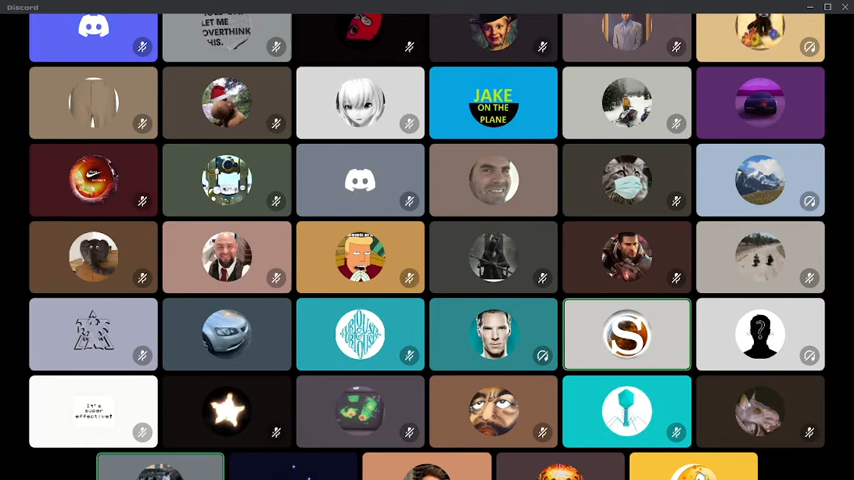 Discord
LET ME
OVERTHINK
THIS.
JAKE
ON THE
PLANE
S
?
It's
super
effective!